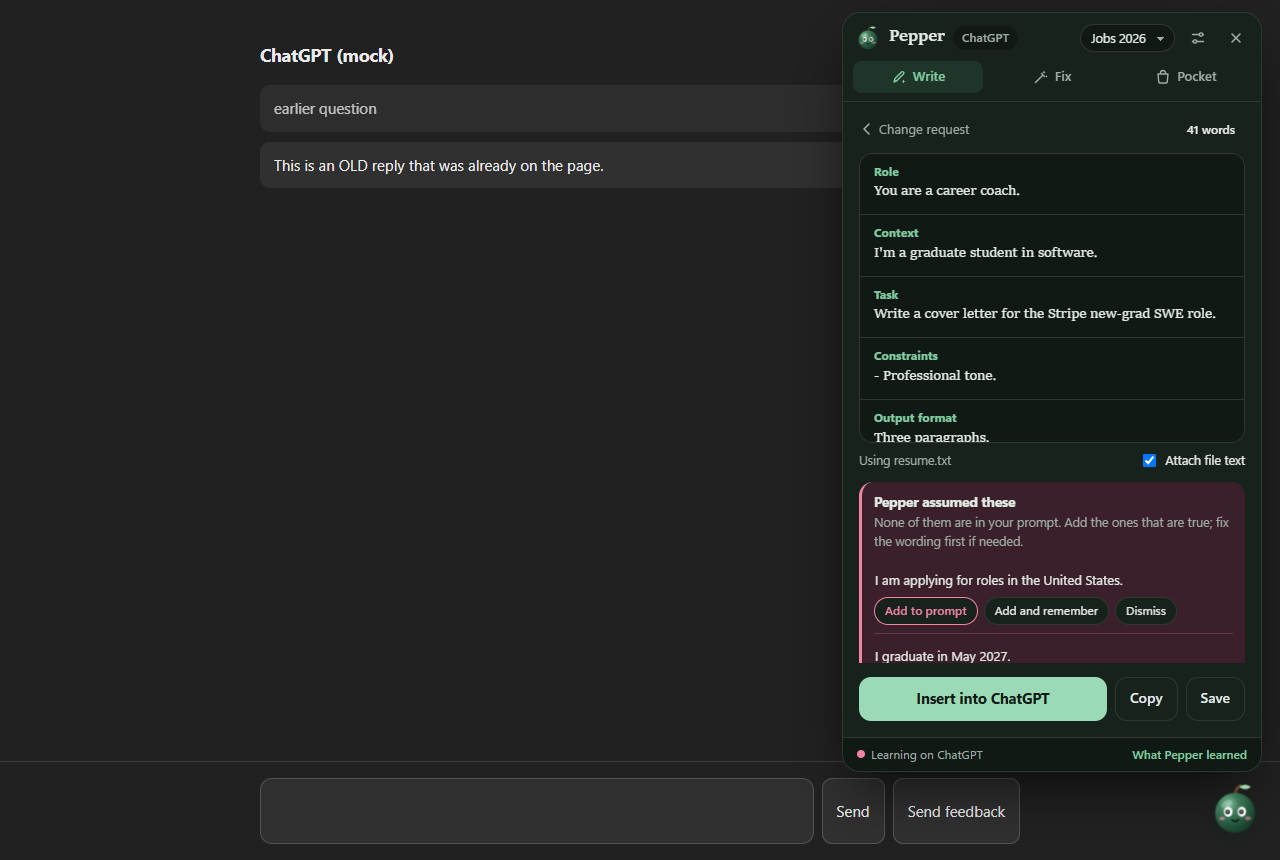 ChatGPT (mock)
earlier question
This is an OLD reply that was already on the page.
Send
Send feedback
Pepper
ChatGPT
Jobs 2026
Write
Fix
Pocket
Change request
41 words
Role
You are a career coach.
Context
I'm a graduate student in software.
Task
Write a cover letter for the Stripe new-grad SWE role.
Constraints
- Professional tone.
Output format
Three paragraphs.
Using resume.txt
Attach file text
Pepper assumed these
None of them are in your prompt. Add the ones that are true; fix
the wording first if needed.
I am applying for roles in the United States.
Add to prompt
Add and remember
Dismiss
I graduate in May 2027.
Insert into ChatGPT
Copy
Save
Learning on ChatGPT
What Pepper learned